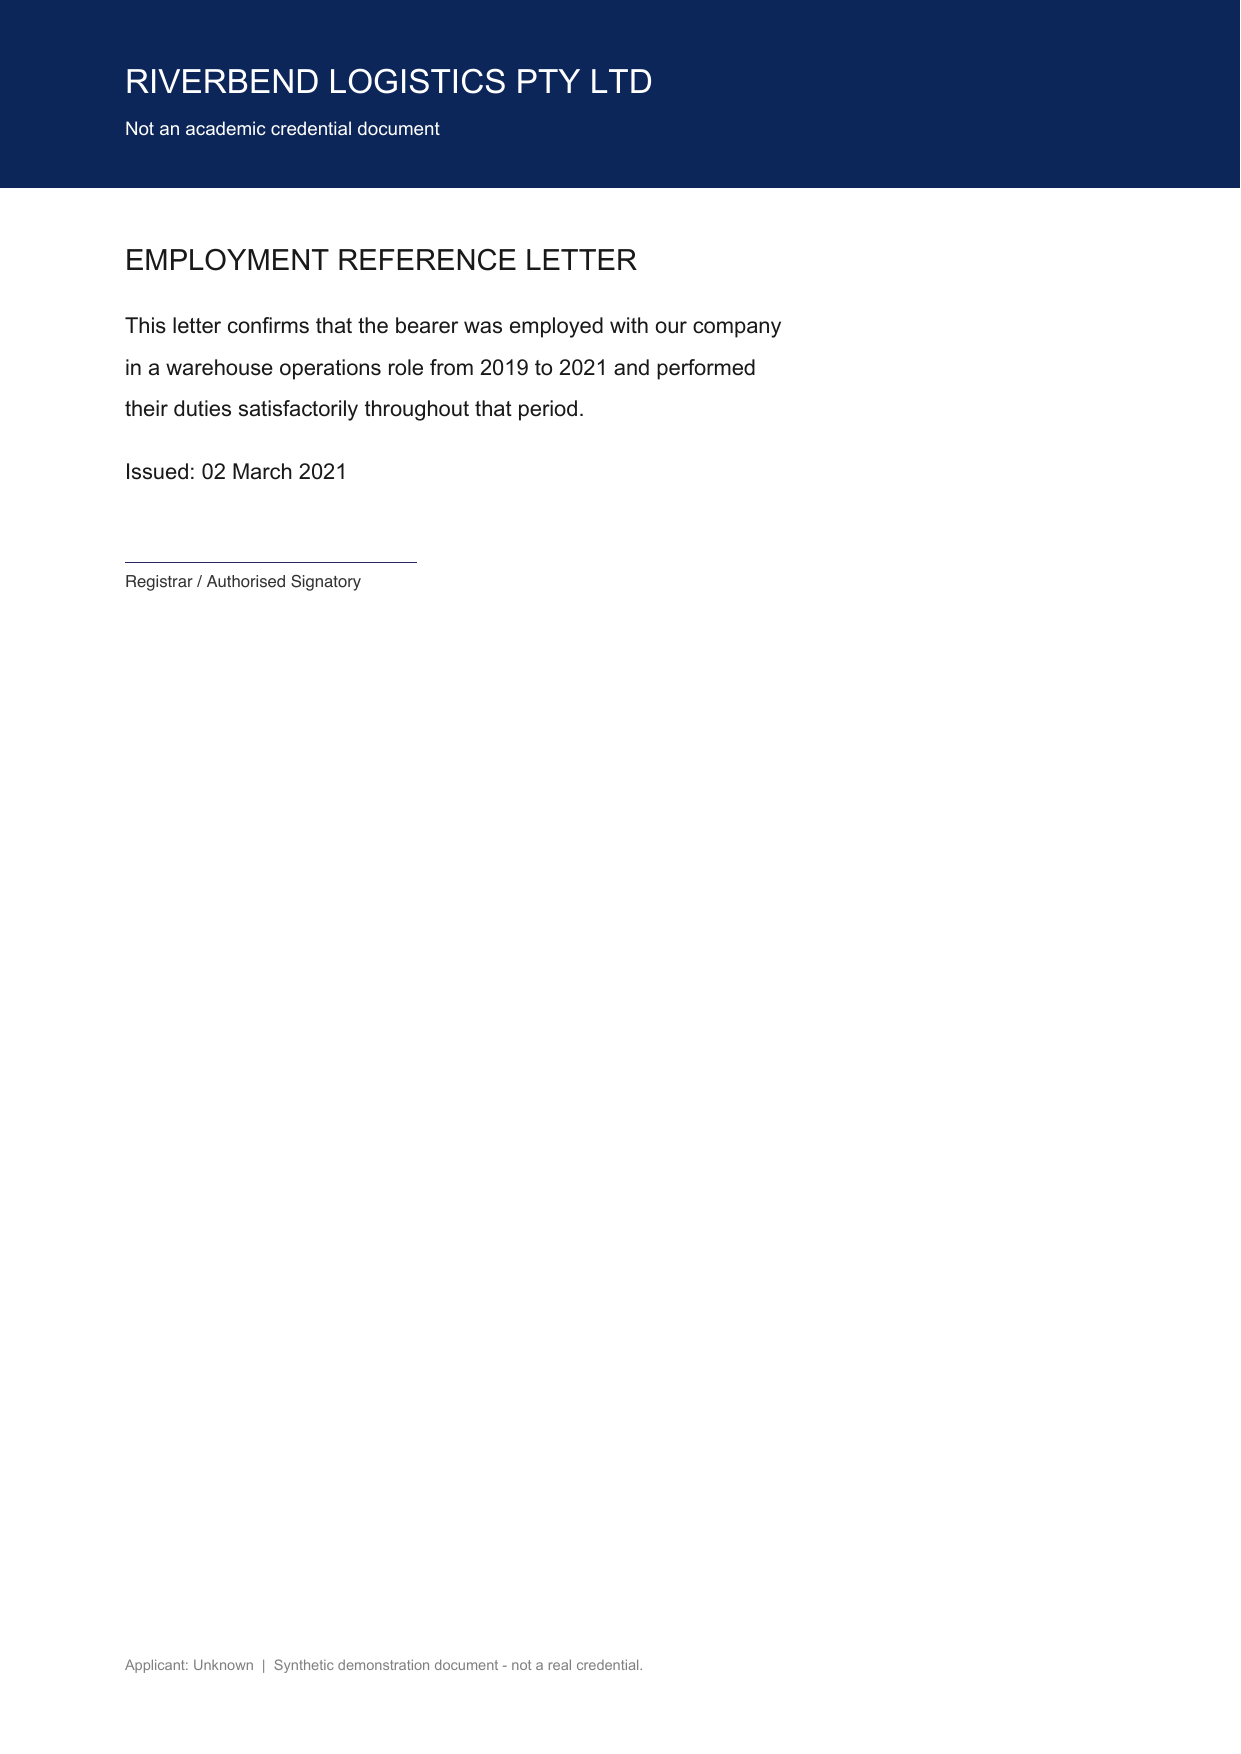 RIVERBEND LOGISTICS PTY LTD
Not an academic credential document
EMPLOYMENT REFERENCE LETTER
This letter confirms that the bearer was employed with our company
in a warehouse operations role from 2019 to 2021 and performed
their duties satisfactorily throughout that period.
Issued: 02 March 2021
Registrar / Authorised Signatory
Applicant: Unknown | Synthetic demonstration document - not a real credential.